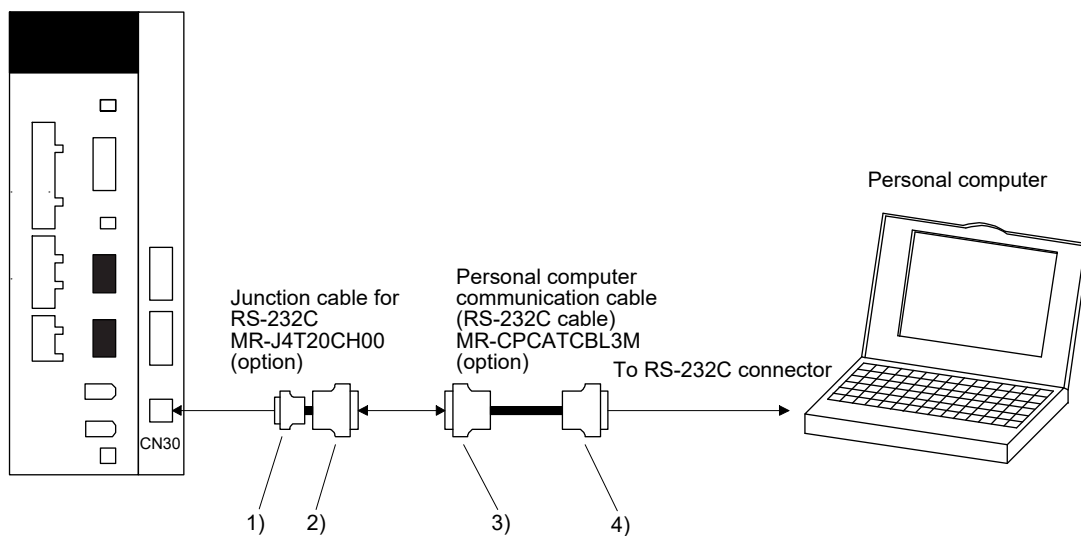 Personal computer
Junction cable for
RS-232C
MR-J4T20CH00
(option)
Personal computer
communication cable
(RS-232C cable)
MR-CPCATCBL3M
(option)
To RS-232C connector
CN30
1)
2)
3)
4)